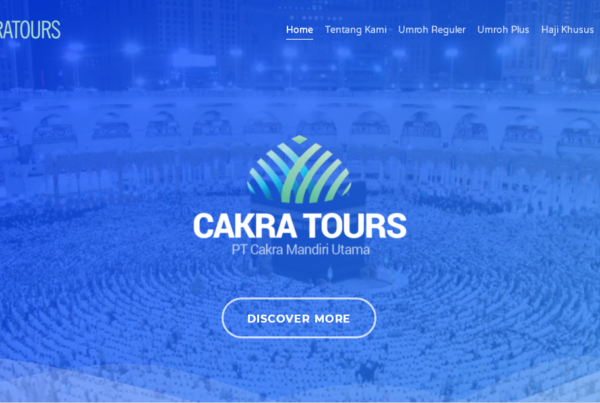 RATOURS
Home Tentang Kami Umroh Reguler Umroh Plus Haji Khusus
CAKRA TOURS
PT Cakra Mandiri Utama
DISCOVER MORE